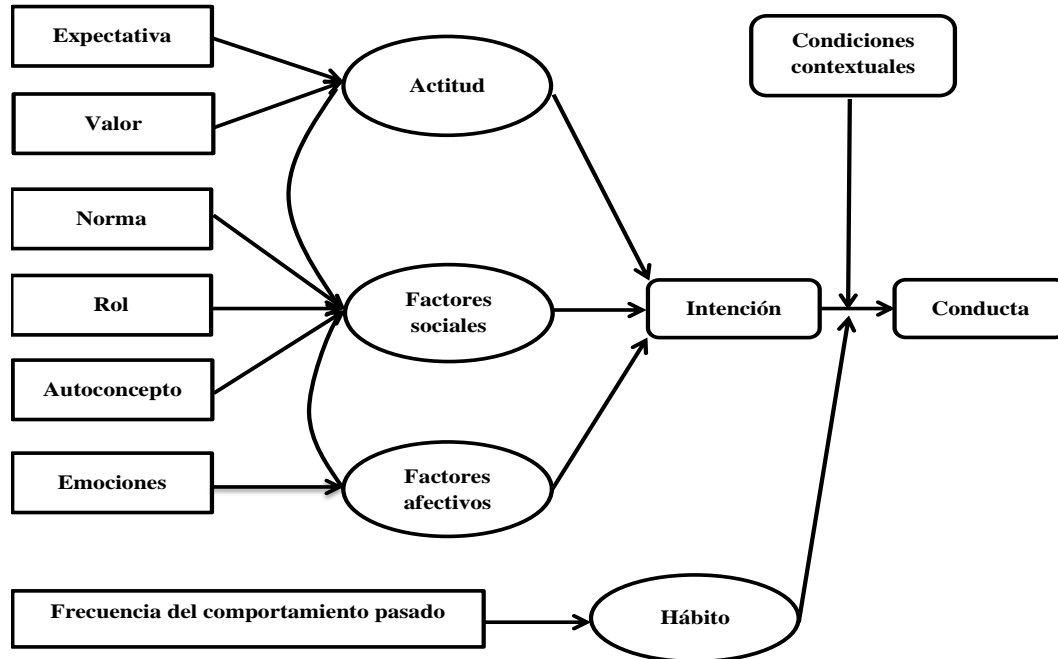 Expectativa
Valor
Norma
Rol
Autoconcepto
Emociones
Frecuencia del comportamiento pasado
Actitud
Factores
sociales
Factores
afectivos
Hábito
Intención
Condiciones
contextuales
Conducta